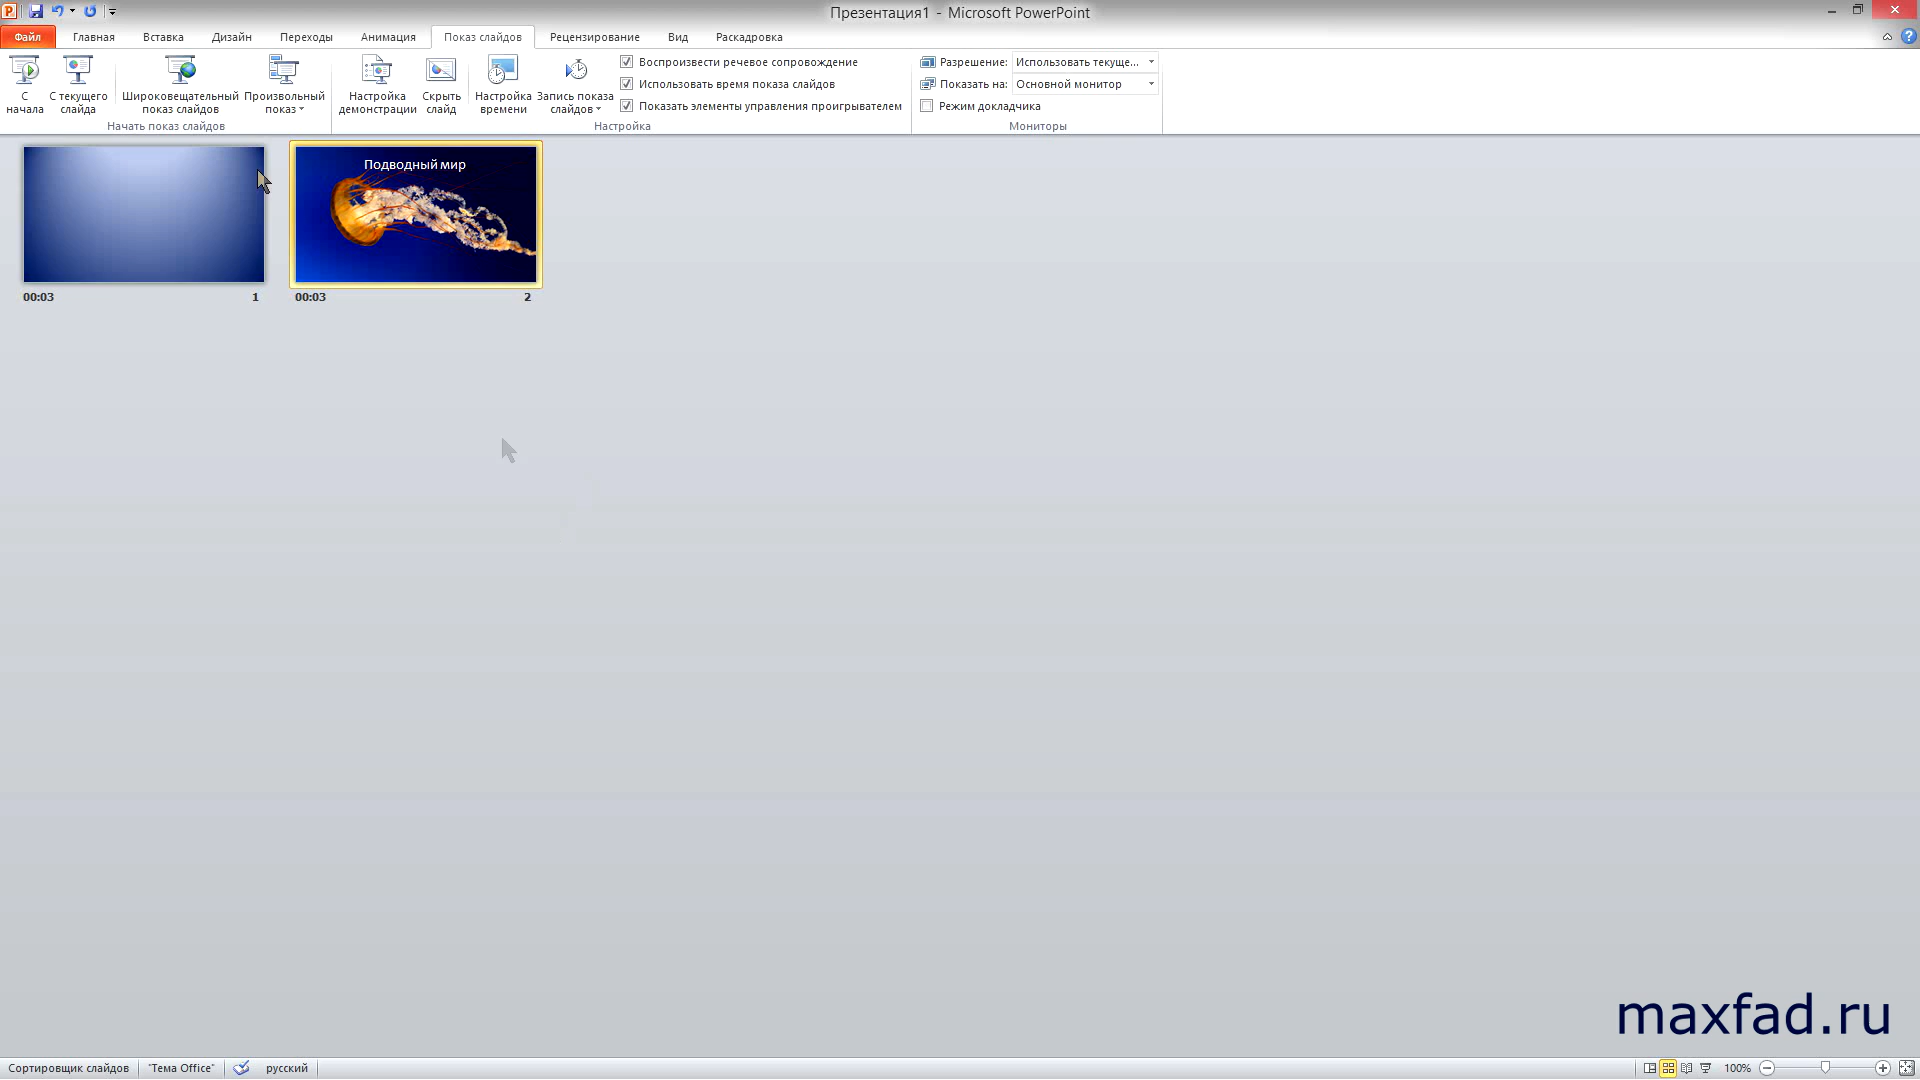 Презентация1 - Microsoft PowerPoint
Файл Главная Вставка Дизайн Переходы Анимация Показ слайдов Рецензирование Вид Раскадровка
С начала
С текущего слайда
Широковещательный показ слайдов
Произвольный показ
Начать показ слайдов
Настройка демонстрации
Скрыть слайд
Настройка времени
Запись показа слайдов
Воспроизвести речевое сопровождение
Использовать время показа слайдов
Показать элементы управления проигрывателем
Настройка
Разрешение: Использовать текуще...
Показать на: Основной монитор
Режим докладчика
Мониторы
Подводный мир
00:03 1
00:03 2
maxfad.ru
Сортировщик слайдов "Тема Office" русский 100%